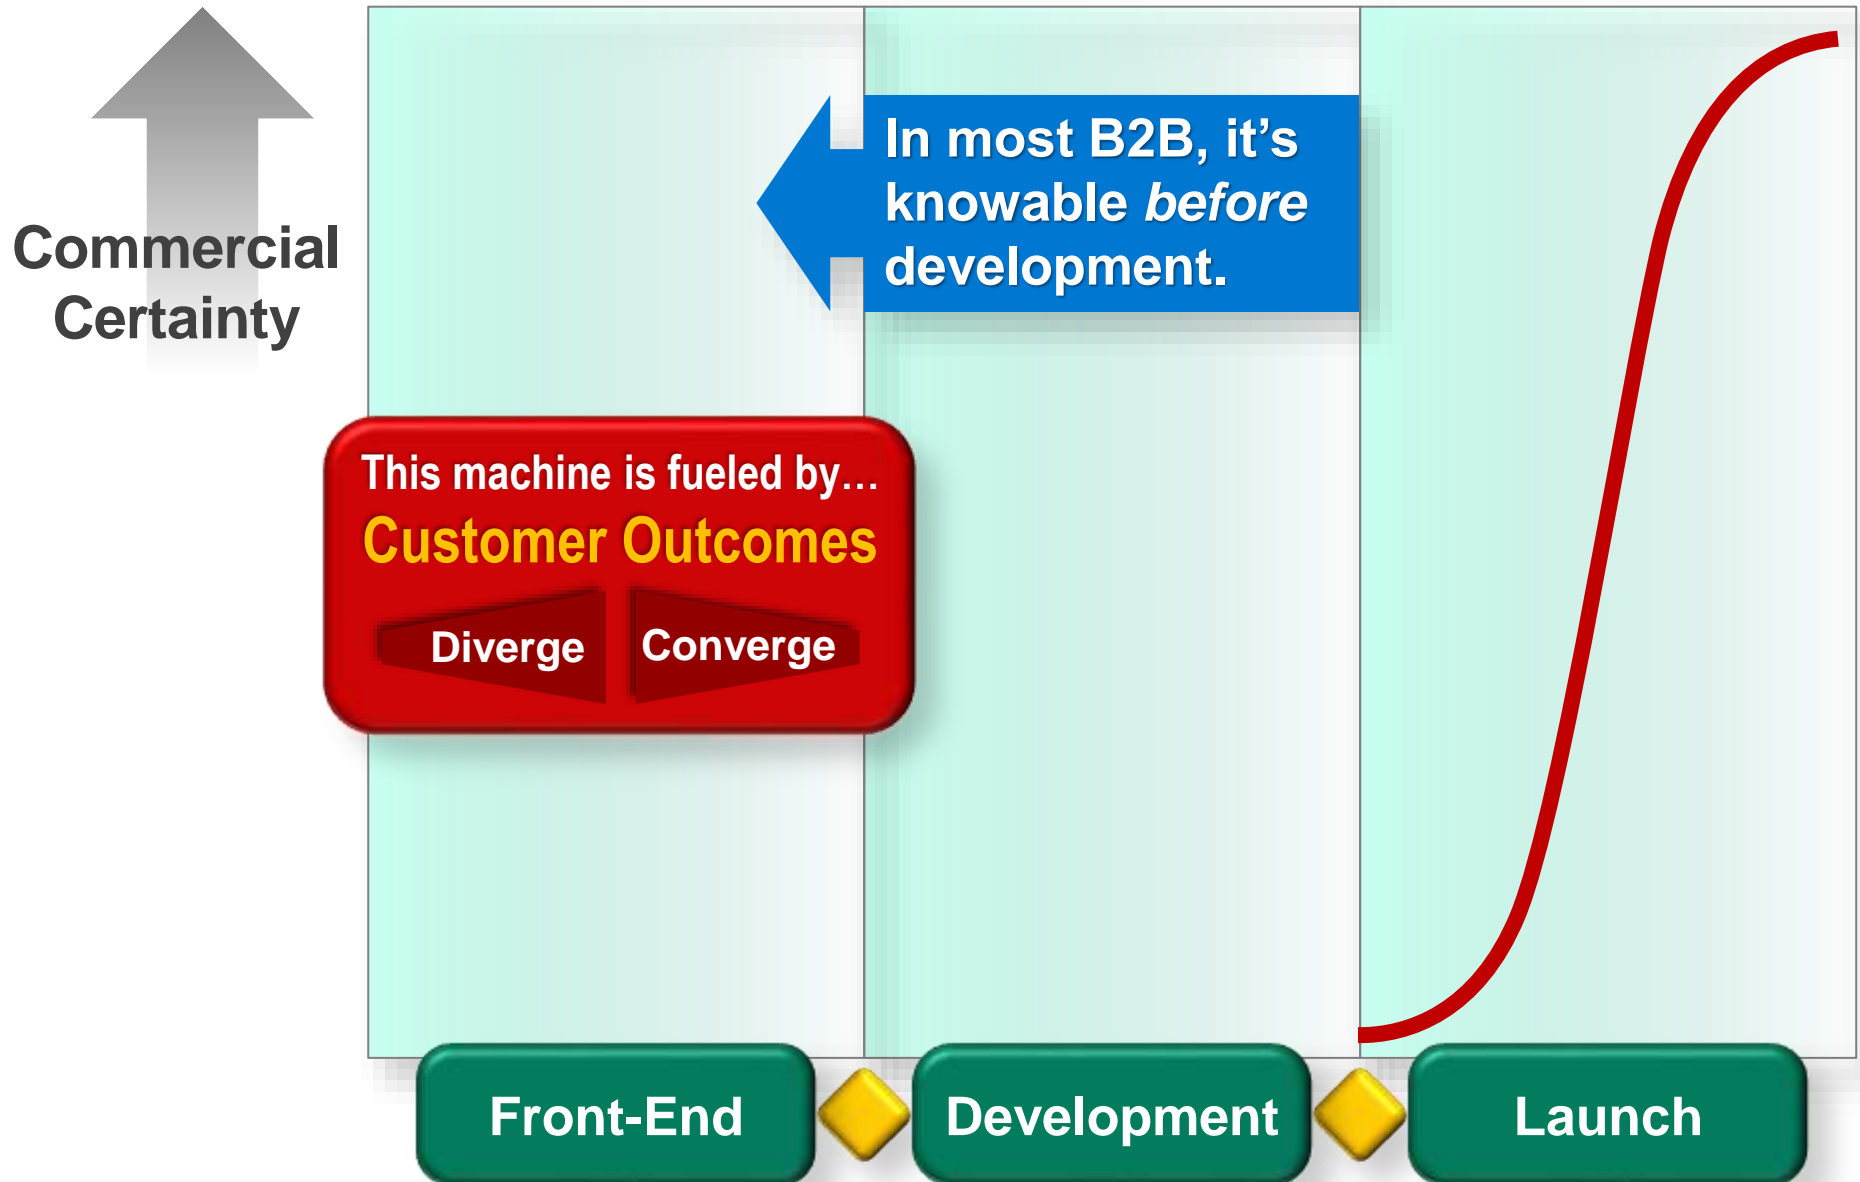 Commercial
Certainty
In most B2B, it’s
knowable before
development.
This machine is fueled by…
Customer Outcomes
Diverge
Converge
Front-End
Development
Launch